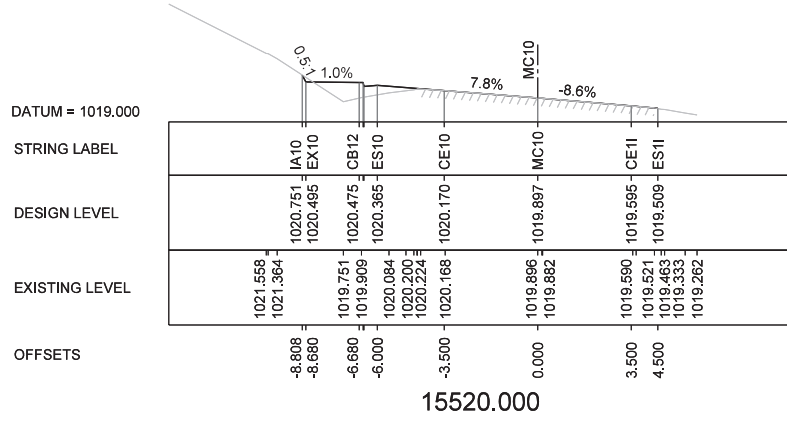 MC10
0.5:1
1.0%
7.8%
-8.6%
DATUM = 1019.000
STRING LABEL
IA10
EX10
CB12
ES10
CE10
MC10
CE1I
ES1I
DESIGN LEVEL
1020.751
1020.495
1020.475
1020.365
1020.170
1019.897
1019.595
1019.509
EXISTING LEVEL
1021.558
1021.364
1019.751
1019.909
1020.084
1020.200
1020.224
1020.168
1019.896
1019.882
1019.590
1019.521
1019.463
1019.333
1019.262
OFFSETS
-8.808
-8.680
-6.680
-6.000
-3.500
0.000
3.500
4.500
15520.000